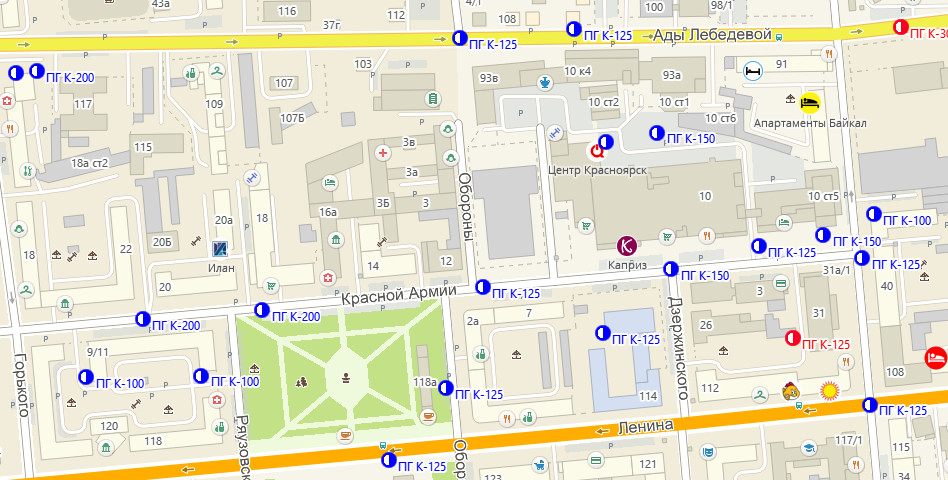 4/1
100
98/1
116
112
108
37г
ПГ К-125
ПГ К-125
Ады Лебедевой
ПГ К-30
103
ПГ К-200
93в
10 к4
93а
91
107
117
109
10 ст2
10 ст1
107Б
10 ст6
Апартаменты Байкал
115
3в
ПГ К-150
18а ст2
3а
Центр Красноярск
Обороны
16а
3Б
3
10
10 ст5
20а
18
18
ПГ К-100
22
20Б
ПГ К-150
12
14
ПГ К-125
Илан
Каприз
ПГ К-125
31а/1
ПГ К-150
20
3
40
Красной Армии
ПГ К-125
31
ПГ К-200
ПГ К-200
7
2а
26
Дзержинского
ПГ К-125
ПГ К-125
9/11
Горького
ПГ К-100
ПГ К-100
118а
112
108
ПГ К-125
114
ПГ К-125
Ряузовск
120
118
Ленина
Обор
117/1
ПГ К-125
123
121